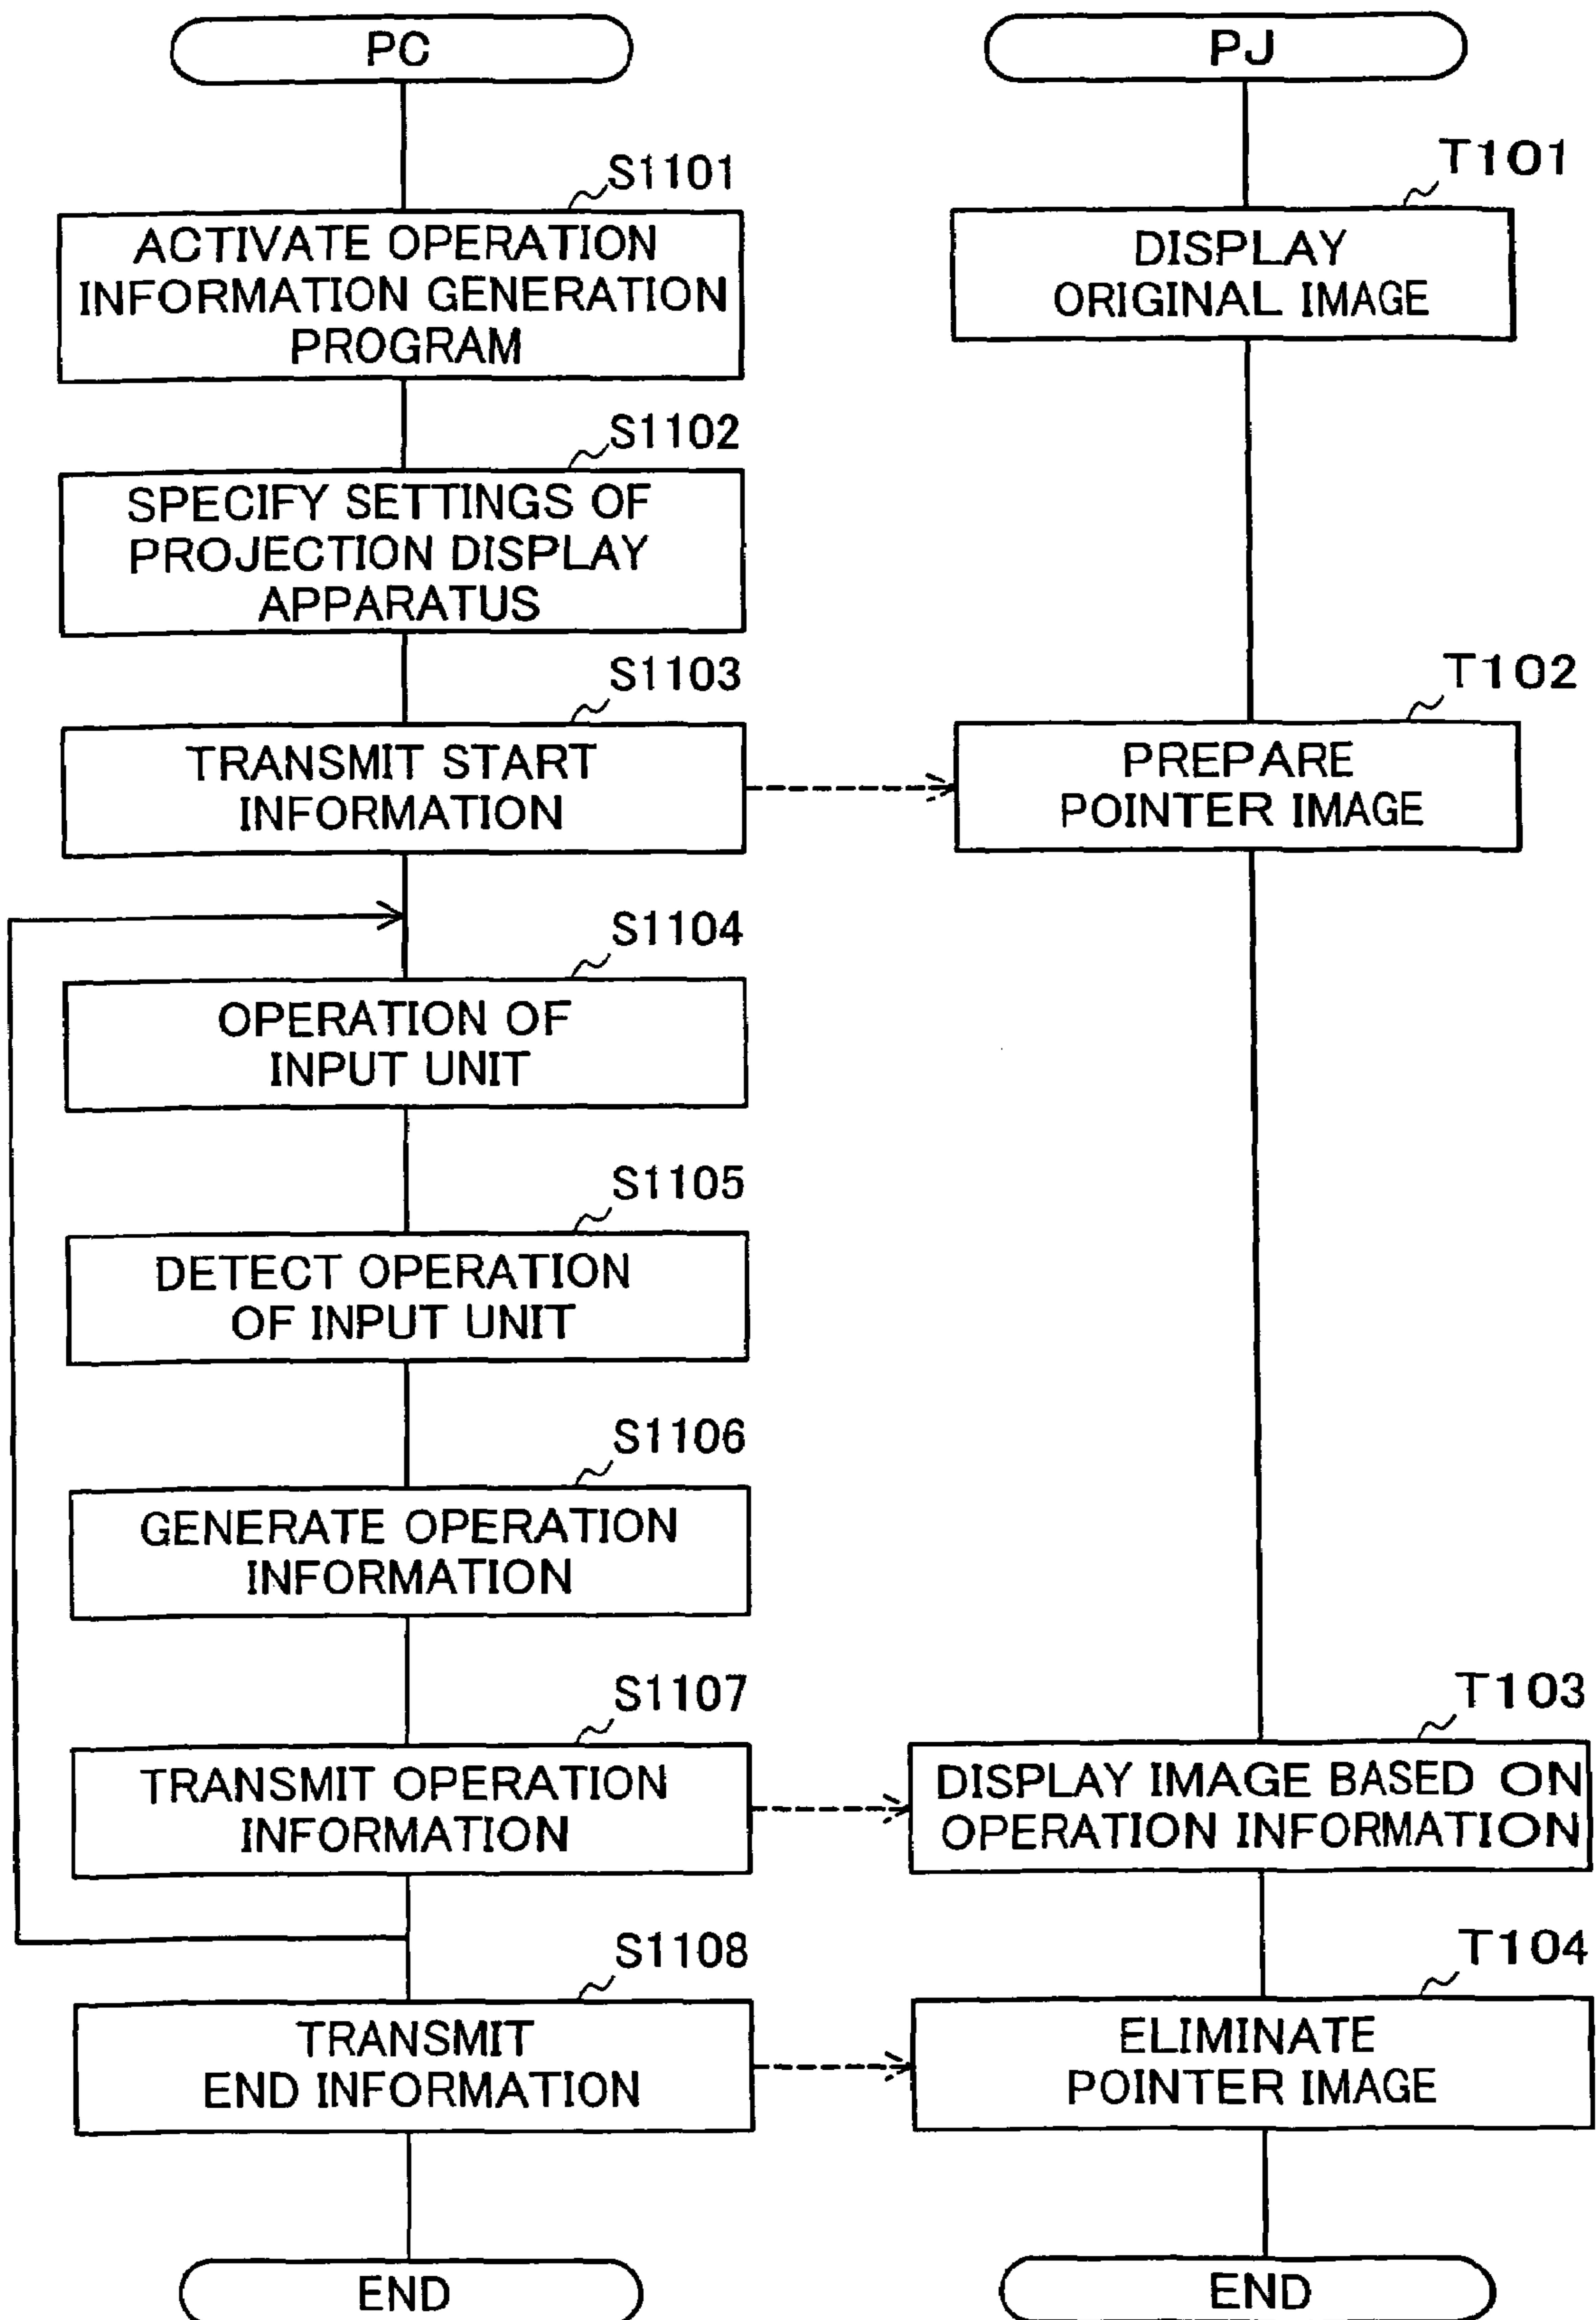 PC
S1101
ACTIVATE OPERATION
INFORMATION GENERATION
PROGRAM
S1102
SPECIFY SETTINGS OF
PROJECTION DISPLAY
APPARATUS
S1103
TRANSMIT START
INFORMATION
S1104
OPERATION OF
INPUT UNIT
S1105
DETECT OPERATION
OF INPUT UNIT
S1106
GENERATE OPERATION
INFORMATION
S1107
TRANSMIT OPERATION
INFORMATION
S1108
TRANSMIT
END INFORMATION
END
PJ
T101
DISPLAY
ORIGINAL IMAGE
T102
PREPARE
POINTER IMAGE
T103
DISPLAY IMAGE BASED ON
OPERATION INFORMATION
T104
ELIMINATE
POINTER IMAGE
END